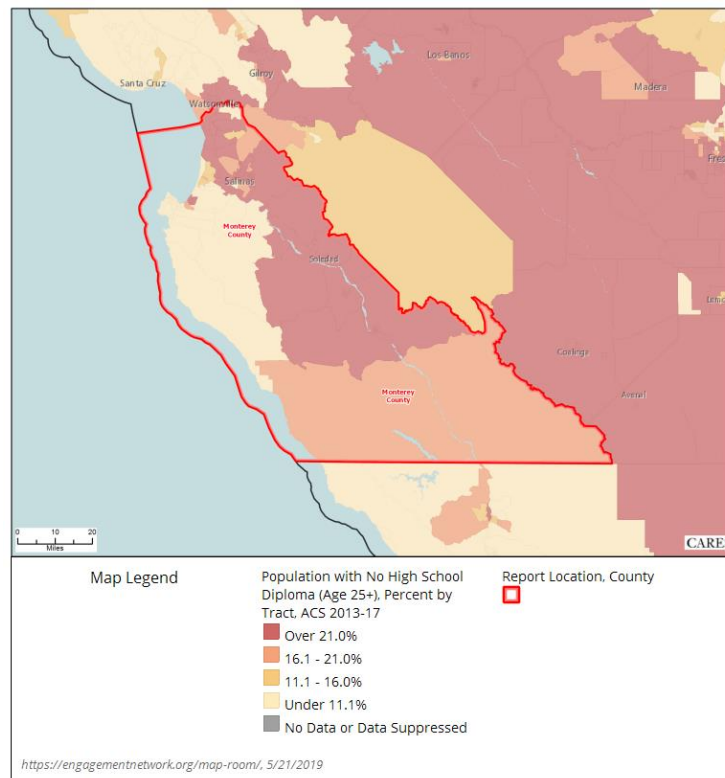 Los Banos
Gilroy
Santa Cruz
Madera
Watsonville
Salinas
Monterey
County
Soledad
Coalinga
Avenal
Monterey
County
0 10 20
Miles
CARES
Map Legend
Population with No High School
Diploma (Age 25+), Percent by
Tract, ACS 2013-17
Over 21.0%
16.1 - 21.0%
11.1 - 16.0%
Under 11.1%
No Data or Data Suppressed
Report Location, County
https://engagementnetwork.org/map-room/, 5/21/2019